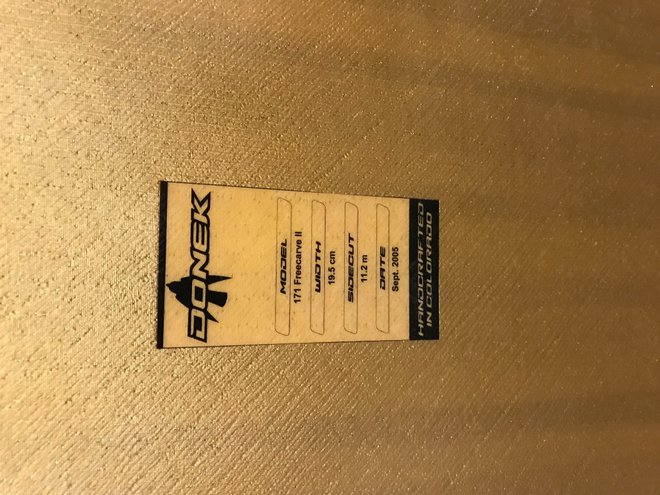 DONEK
MODEL
171 Freecarve II
WIDTH
19.5 cm
SIDECUT
11.2 m
DATE
Sept. 2005
HANDCRAFTED
IN COLORADO